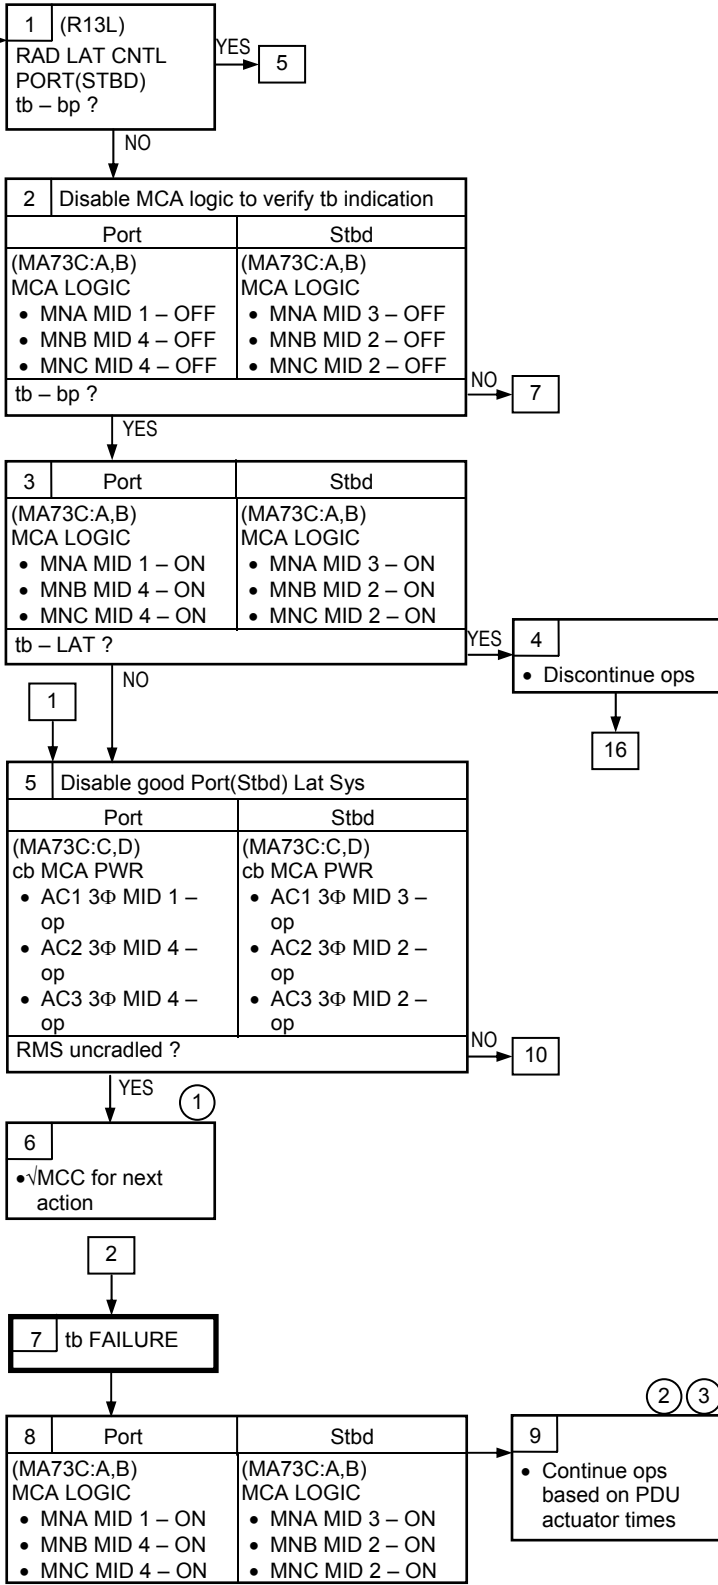 1 (R13L)
RAD LAT CNTL
PORT(STBD)
tb – bp ?
YES
5
NO
2 Disable MCA logic to verify tb indication
Port Stbd
(MA73C:A,B) (MA73C:A,B)
MCA LOGIC MCA LOGIC
• MNA MID 1 – OFF • MNA MID 3 – OFF
• MNB MID 4 – OFF • MNB MID 2 – OFF
• MNC MID 4 – OFF • MNC MID 2 – OFF
tb – bp ?
NO
7
YES
3 Port Stbd
(MA73C:A,B) (MA73C:A,B)
MCA LOGIC MCA LOGIC
• MNA MID 1 – ON • MNA MID 3 – ON
• MNB MID 4 – ON • MNB MID 2 – ON
• MNC MID 4 – ON • MNC MID 2 – ON
tb – LAT ?
YES
4
• Discontinue ops
16
NO
1
5 Disable good Port(Stbd) Lat Sys
Port Stbd
(MA73C:C,D) (MA73C:C,D)
cb MCA PWR cb MCA PWR
• AC1 3Φ MID 1 – • AC1 3Φ MID 3 –
op op
• AC2 3Φ MID 4 – • AC2 3Φ MID 2 –
op op
• AC3 3Φ MID 4 – • AC3 3Φ MID 2 –
op op
RMS uncradled ?
NO
10
YES
1
6
•√MCC for next
action
2
7 tb FAILURE
8 Port Stbd
(MA73C:A,B) (MA73C:A,B)
MCA LOGIC MCA LOGIC
• MNA MID 1 – ON • MNA MID 3 – ON
• MNB MID 4 – ON • MNB MID 2 – ON
• MNC MID 4 – ON • MNC MID 2 – ON
2 3
9
• Continue ops
based on PDU
actuator times